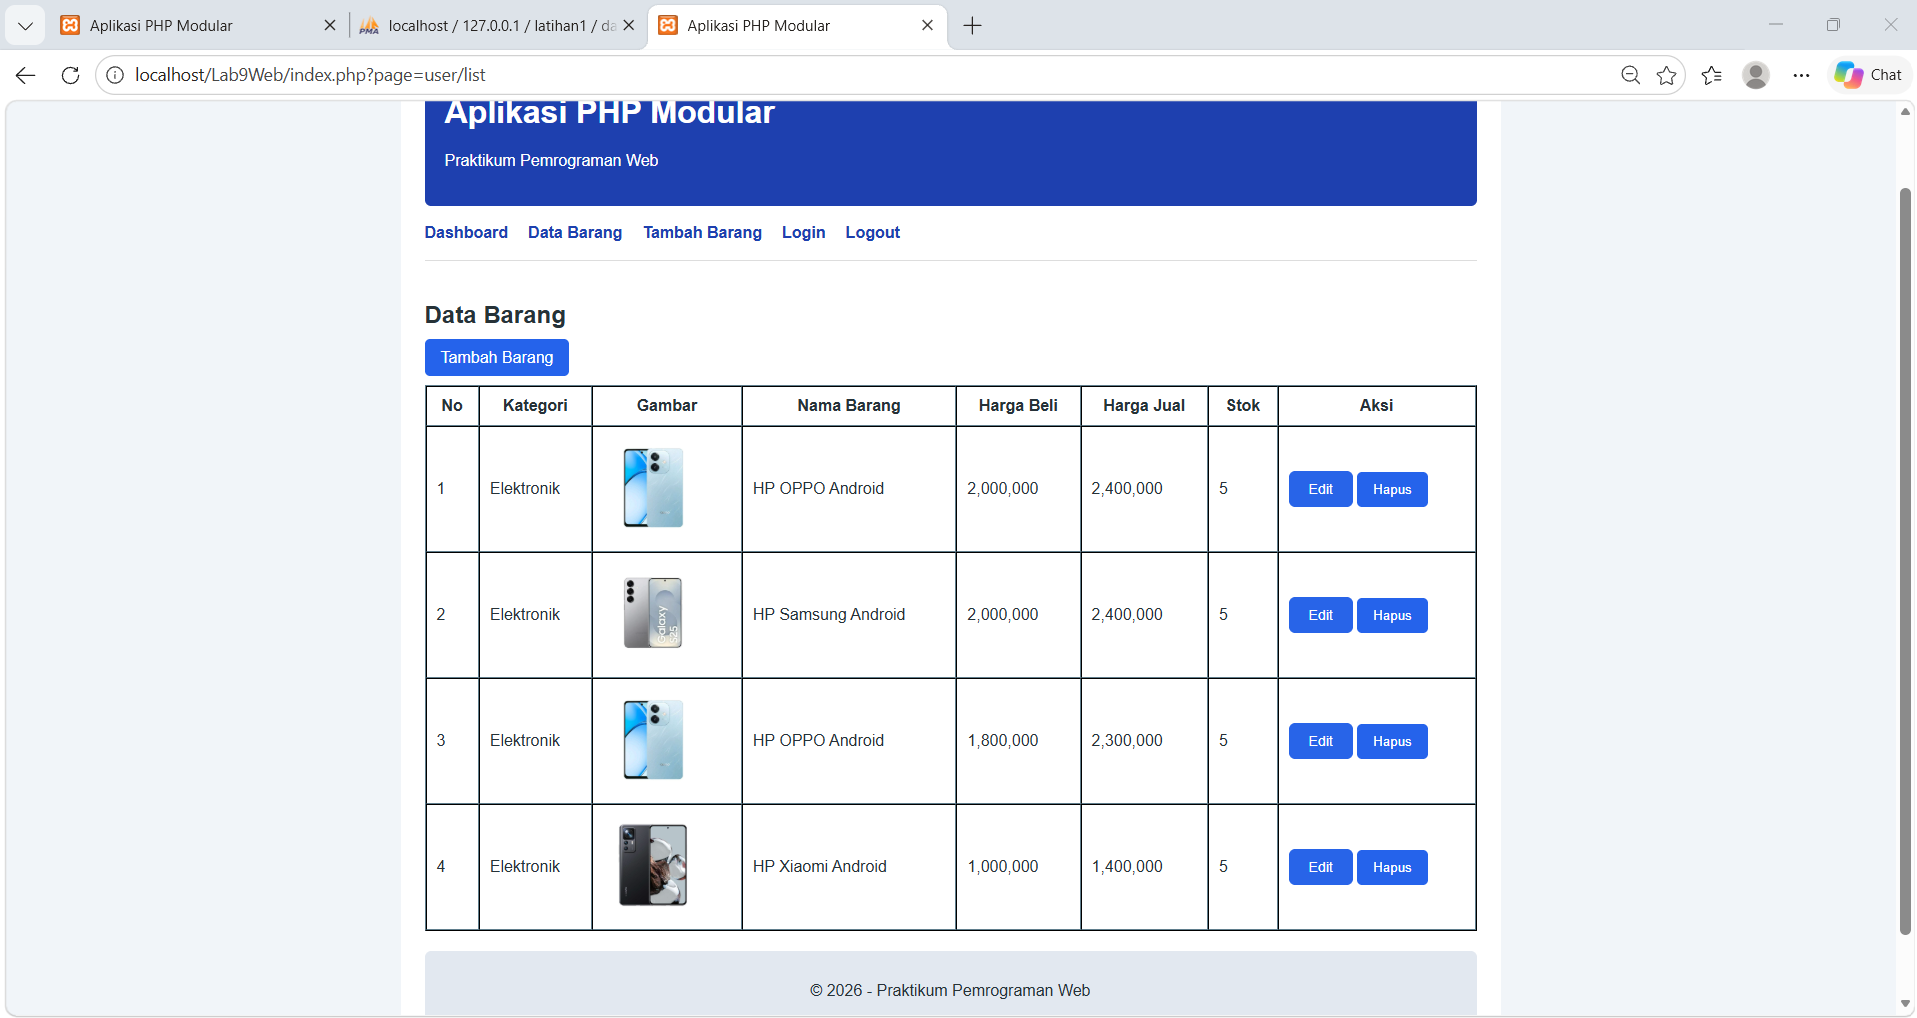 Aplikasi PHP Modular
localhost / 127.0.0.1 / latihan1 / da
Aplikasi PHP Modular
localhost/Lab9Web/index.php?page=user/list
Chat
Aplikasi PHP Modular
Praktikum Pemrograman Web
Dashboard Data Barang Tambah Barang Login Logout
Data Barang
Tambah Barang
No Kategori Gambar Nama Barang Harga Beli Harga Jual Stok Aksi
1 Elektronik HP OPPO Android 2,000,000 2,400,000 5 Edit Hapus
2 Elektronik Galaxy S25 HP Samsung Android 2,000,000 2,400,000 5 Edit Hapus
3 Elektronik HP OPPO Android 1,800,000 2,300,000 5 Edit Hapus
4 Elektronik HP Xiaomi Android 1,000,000 1,400,000 5 Edit Hapus
© 2026 - Praktikum Pemrograman Web